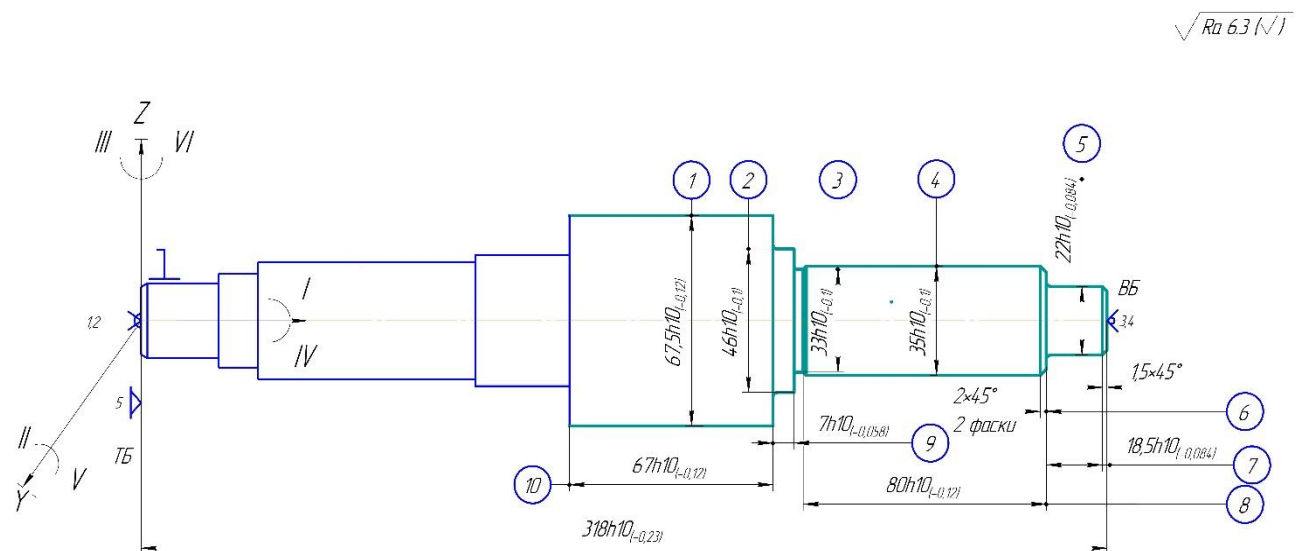 √ Ra 6.3 (√)
Z
III VI
5
1 2 3 4
22h10(-0,084)
I
IV
1,2
67,5h10(-0,12)
46h10(-0,1)
33h10(-0,1)
35h10(-0,1)
ВБ
3,4
1,5×45°
5
2×45°
2 фаски
6
II
V
ТБ
Y
7h10(-0,058)
9
18,5h10(-0,084)
7
10
67h10(-0,12)
80h10(-0,12)
8
318h10(-0,23)